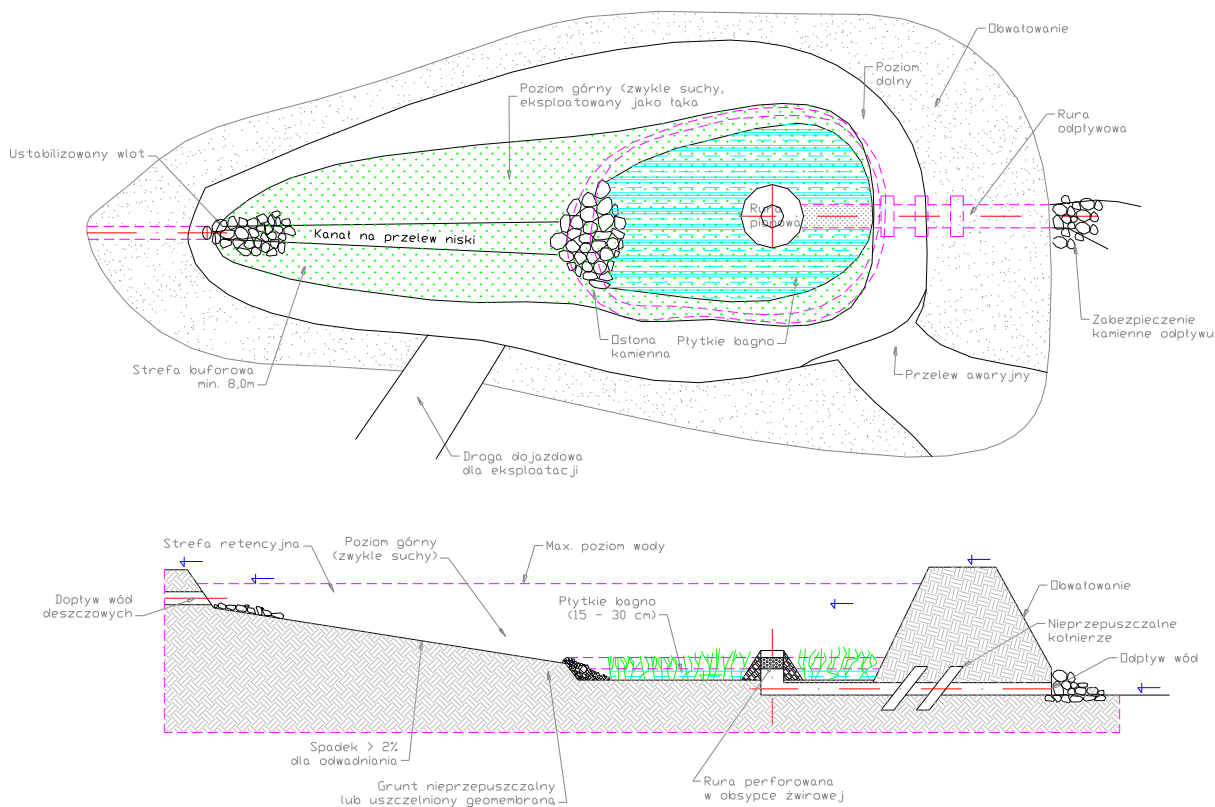 Obwałowanie
Poziom
dolny
Poziom górny (zwykle suchy,
eksploatowany jako łąka
Rura
odpływowa
Ustabilizowany wlot
Rura
pionowa
Kanał na przelew niski
Zabezpieczenie
kamienne odpływu
Osłona
kamienna
Płytkie bagno
Strefa buforowa
min. 8,0m
Przelew awaryjny
Droga dojazdowa
dla eksploatacji
Strefa retencyjna
Poziom górny
(zwykle suchy)
Max. poziom wody
Dopływ wód
deszczowych
Płytkie bagno
(15 - 30 cm)
Obwałowanie
Nieprzepuszczalne
kołnierze
Odpływ wód
Spadek > 2%
dla odwadniania
Grunt nieprzepuszczalny
lub uszczelniony geomembraną
Rura perforowana
w obsypce żwirowej